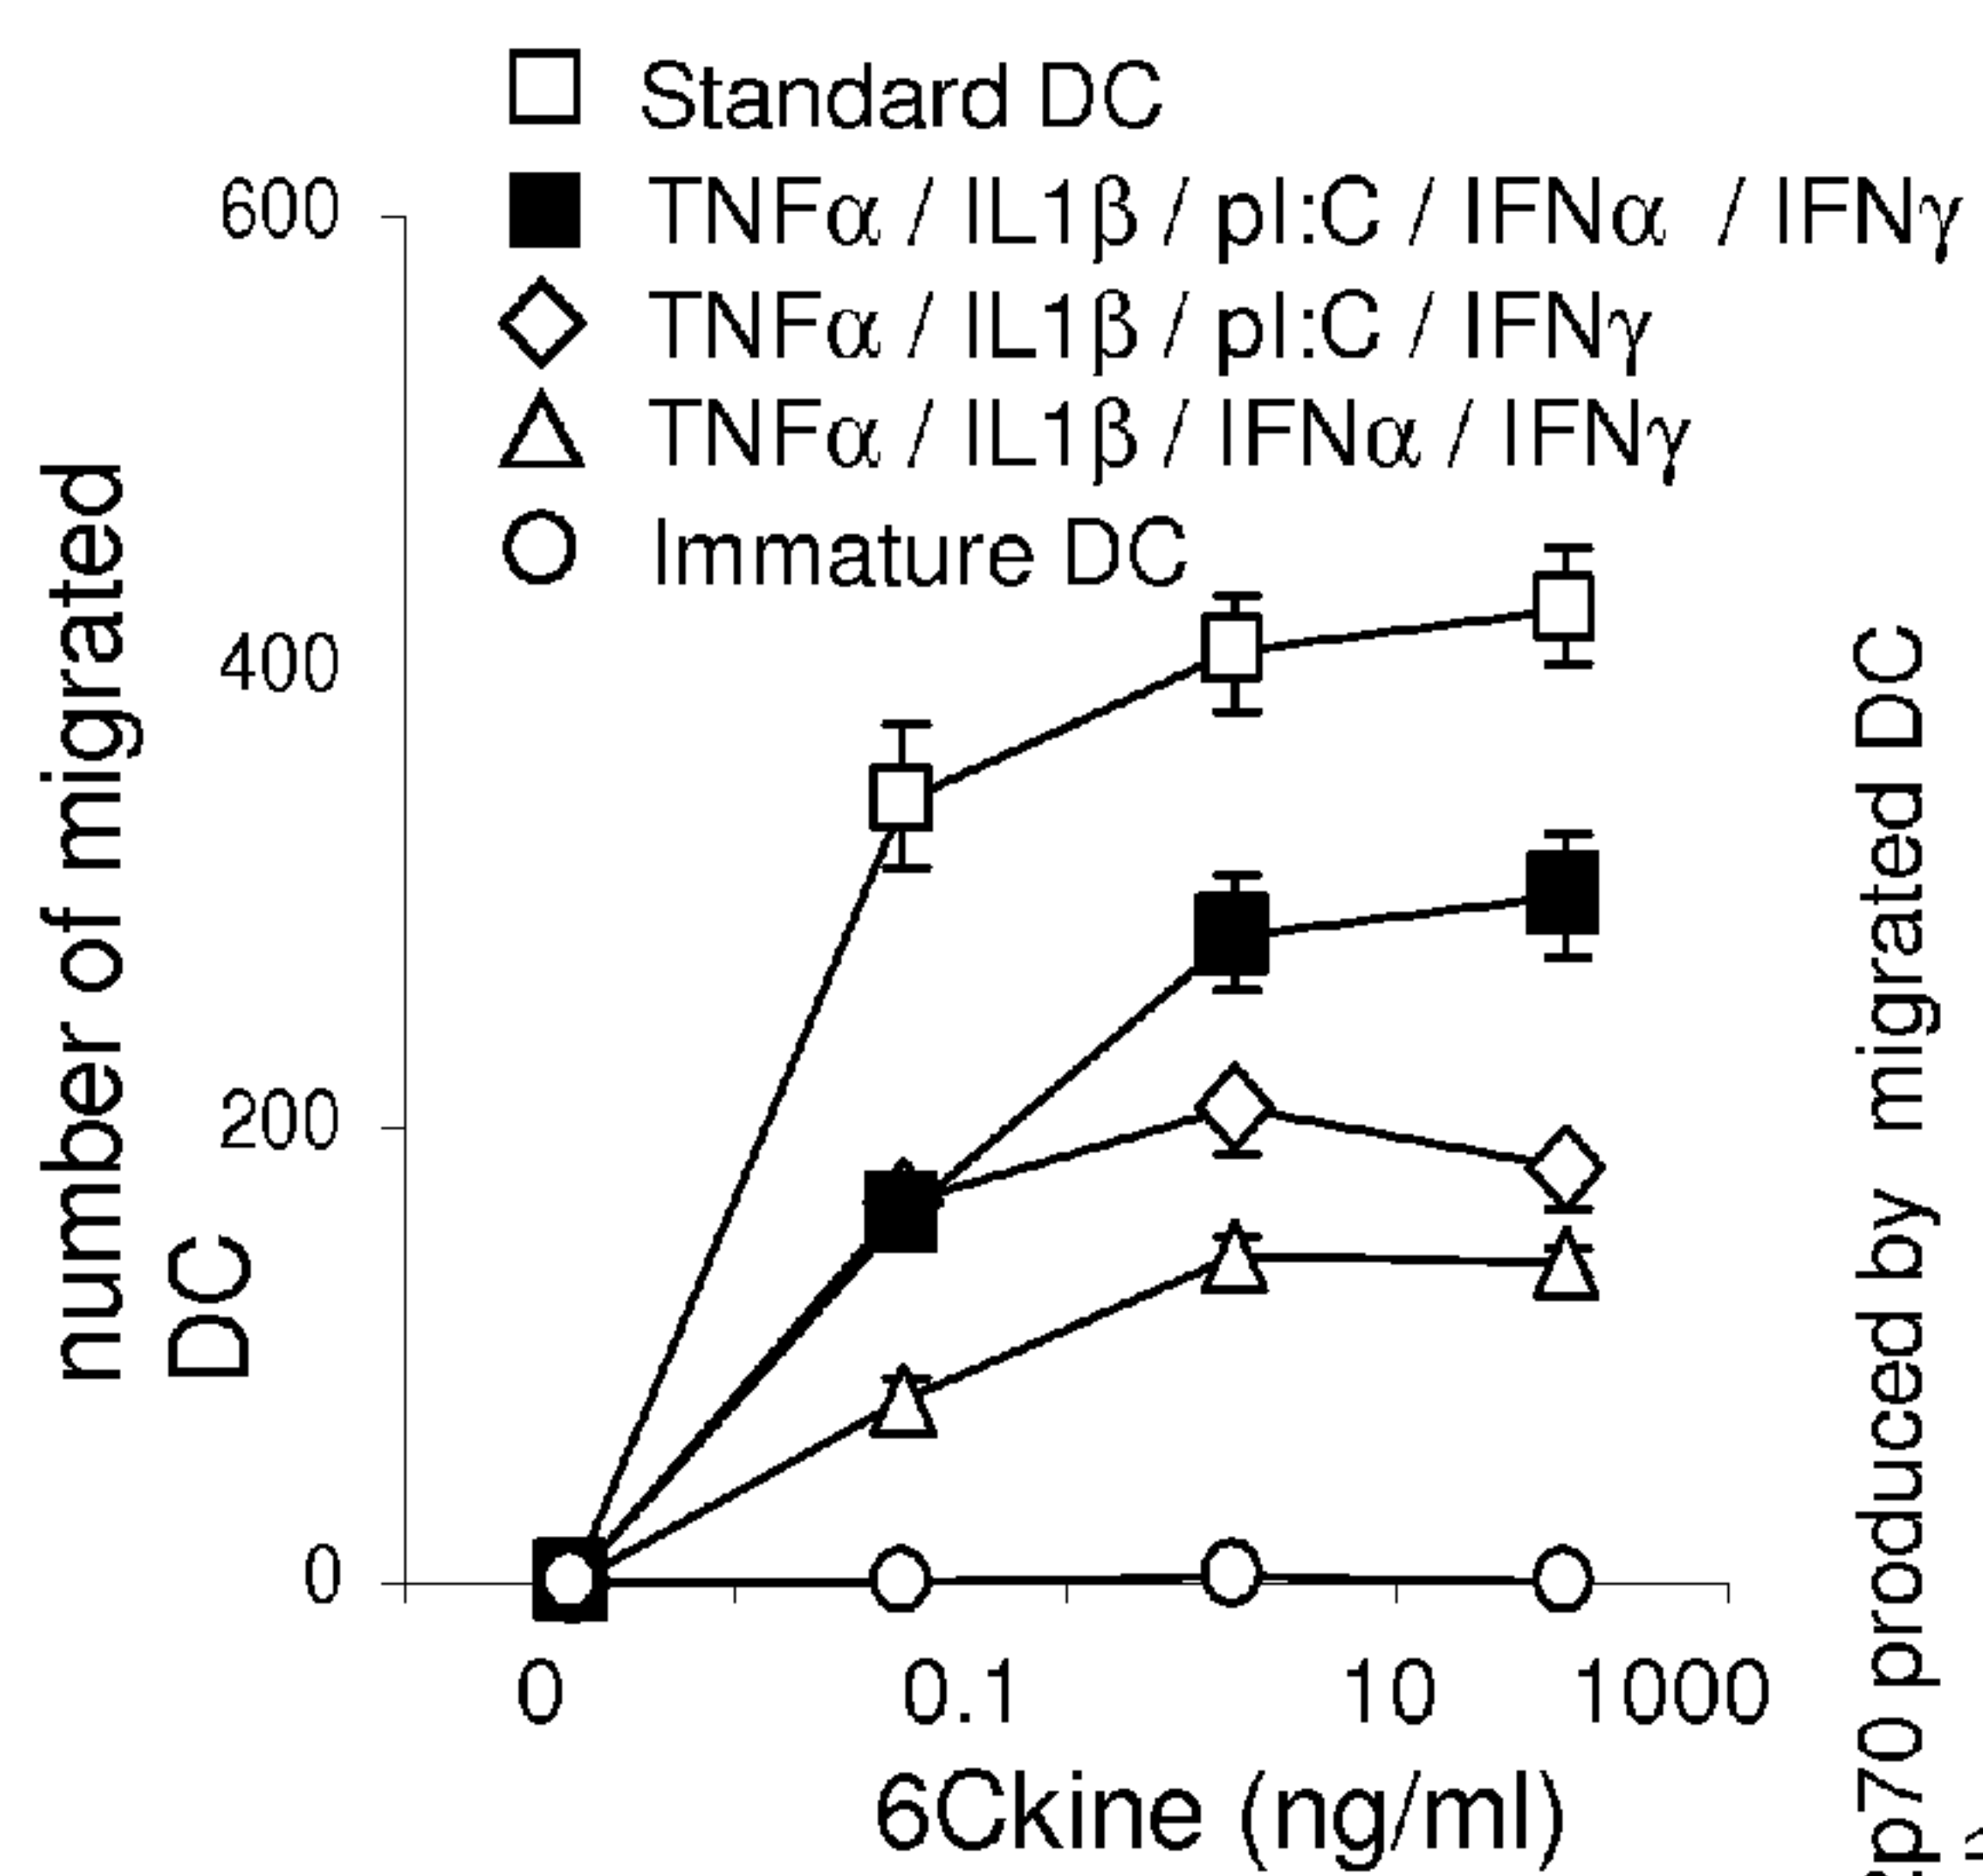 Standard DC
TNFα / IL1β / pI:C / IFNα / IFNγ
TNFα / IL1β / pI:C / IFNγ
TNFα / IL1β / IFNα / IFNγ
Immature DC
600
400
200
0
number of migrated
DC
0 0.1 10 1000
6Ckine (ng/ml)
p70 produced by migrated DC